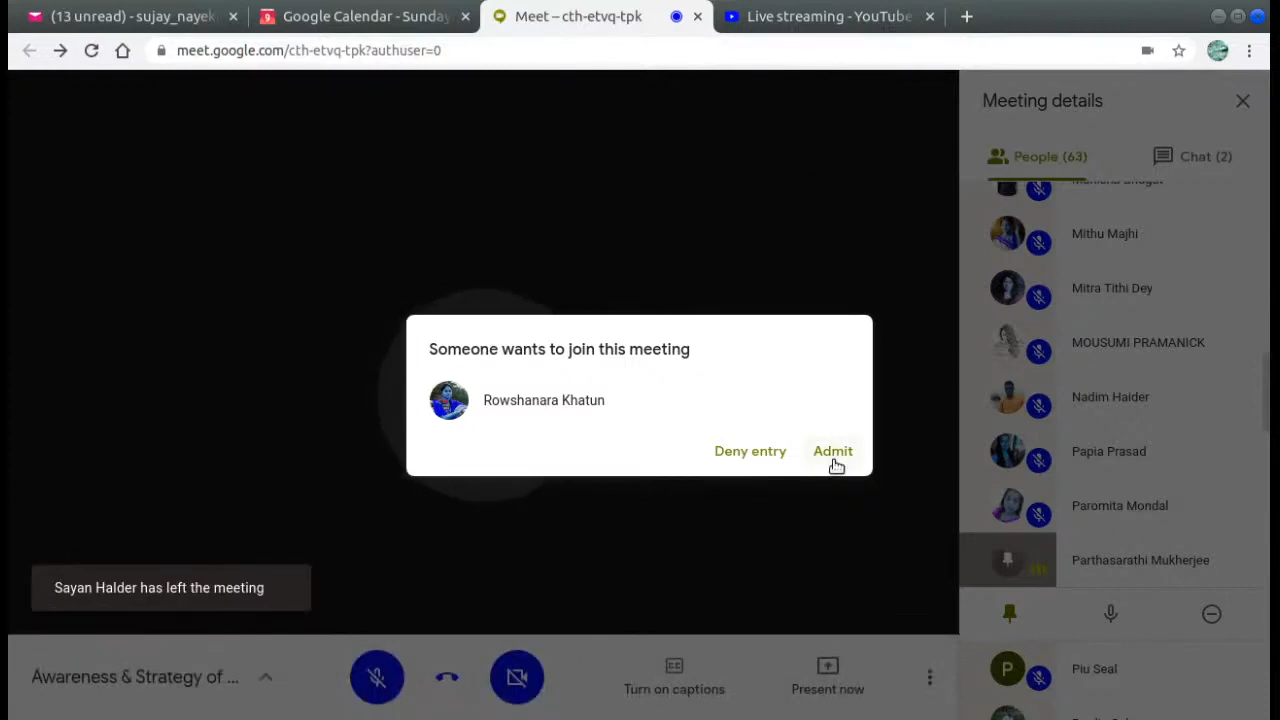 (13 unread) - sujay_nayek
Google Calendar - Sunday
Meet – cth-etvq-tpk
Live streaming - YouTube
meet.google.com/cth-etvq-tpk?authuser=0
Meeting details
People (63)
Chat (2)
Mithu Majhi
Mitra Tithi Dey
MOUSUMI PRAMANICK
Nadim Haider
Papia Prasad
Paromita Mondal
Parthasarathi Mukherjee
P
Piu Seal
Someone wants to join this meeting
Rowshanara Khatun
Deny entry
Admit
Sayan Halder has left the meeting
Awareness & Strategy of ...
Turn on captions
Present now